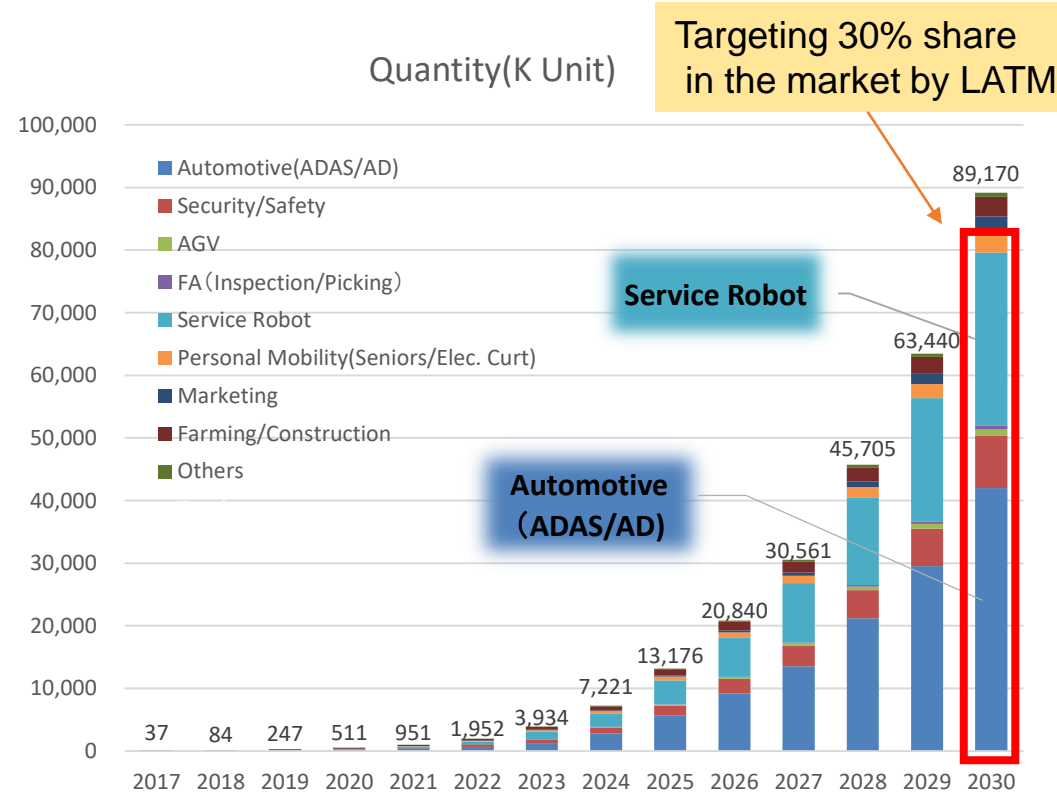 Targeting 30% share
in the market by LATM
Quantity(K Unit)
100,000
90,000
80,000
70,000
60,000
50,000
40,000
30,000
20,000
10,000
0
Automotive(ADAS/AD)
Security/Safety
AGV
FA（Inspection/Picking）
Service Robot
Personal Mobility(Seniors/Elec. Curt)
Marketing
Farming/Construction
Others
Service Robot
Automotive
（ADAS/AD)
37
84
247
511
951
1,952
3,934
7,221
13,176
20,840
30,561
45,705
63,440
89,170
2017 2018 2019 2020 2021 2022 2023 2024 2025 2026 2027 2028 2029 2030